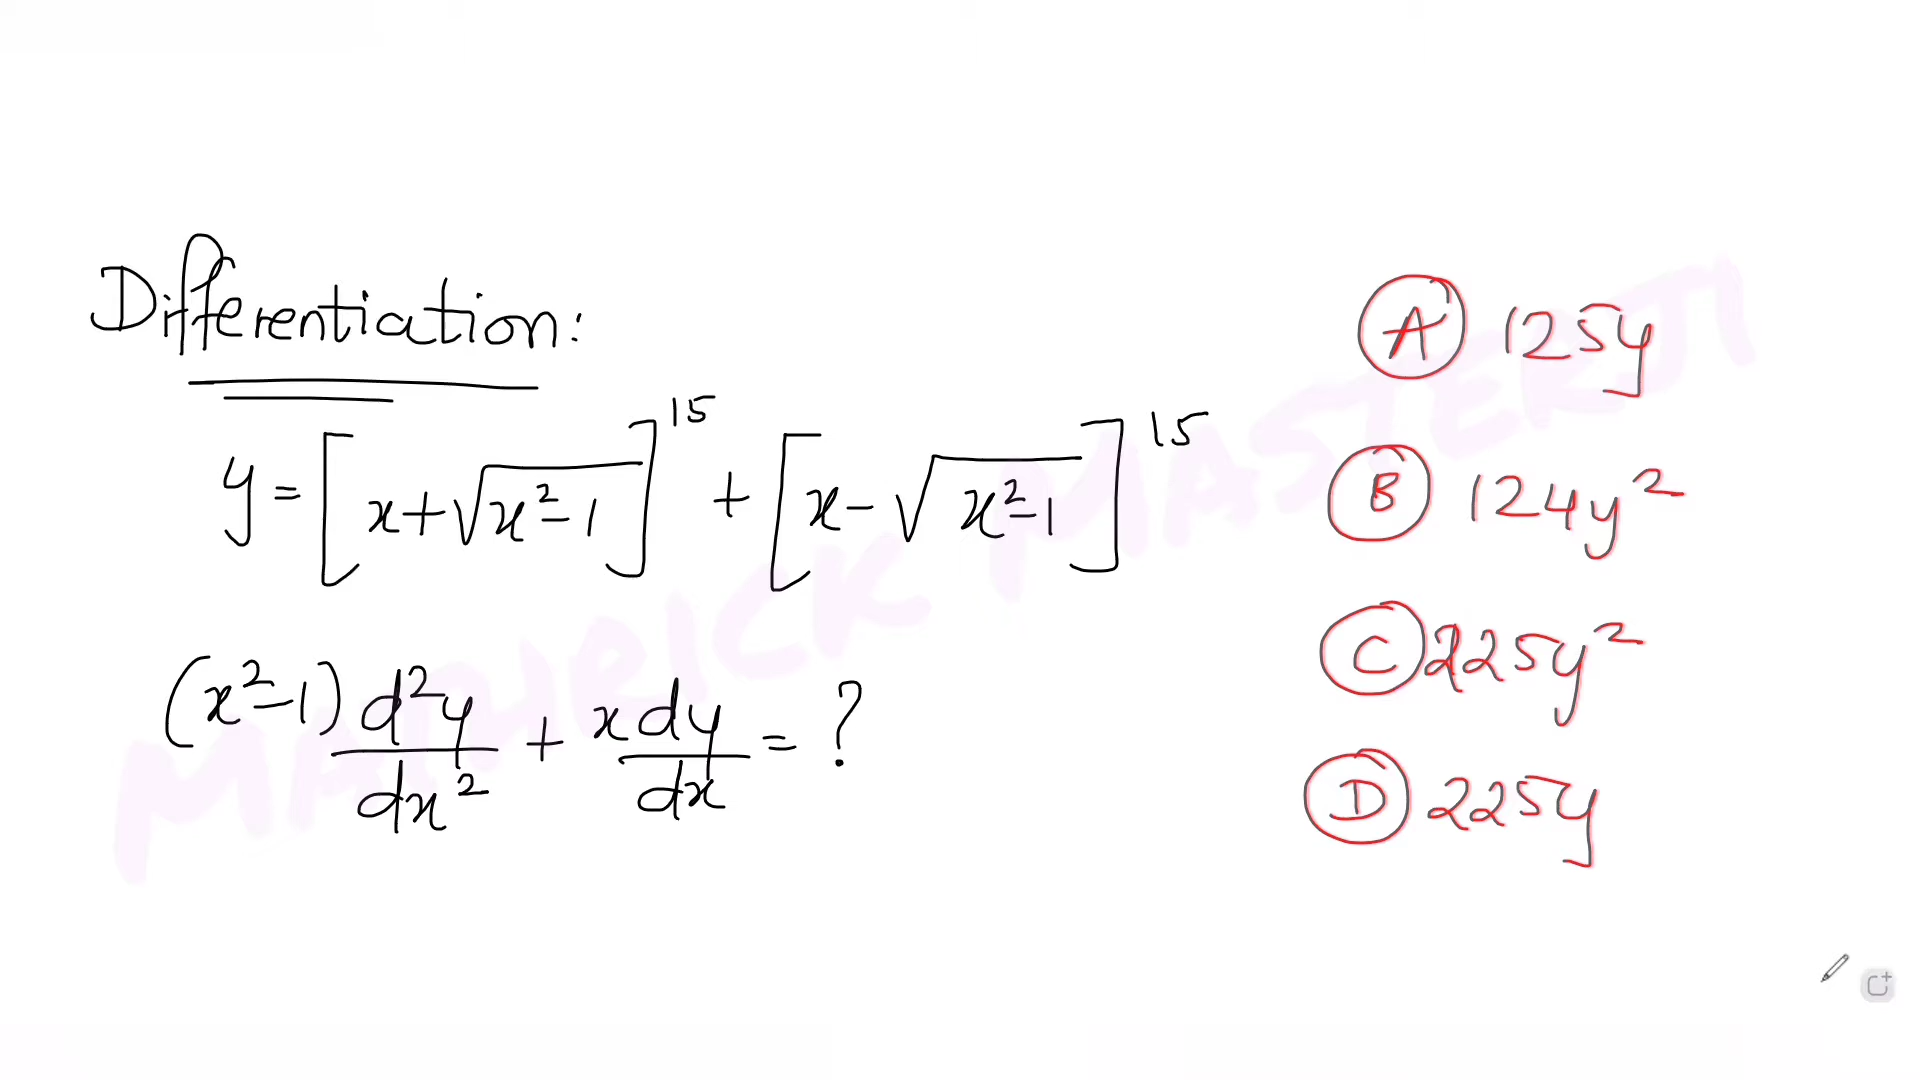 Differentiation:
y = [x+√x²-1]¹⁵ + [x-√x²-1]¹⁵
(x²-1) d²y/dx² + x dy/dx = ?
Ⓐ 125y
Ⓑ 124y²
Ⓒ 225y²
Ⓓ 225y